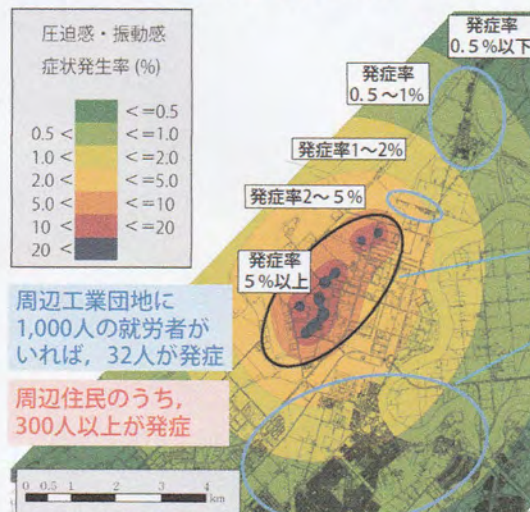 圧迫感・振動感
症状発生率 (%)
<=0.5
0.5 < <=1.0
1.0 < <=2.0
2.0 < <=5.0
5.0 < <=10
10 < <=20
20 <
発症率
0.5%以下
発症率
0.5〜1%
発症率1〜2%
発症率2〜5%
発症率
5%以上
周辺工業団地に
1,000人の就労者が
いれば，32人が発症
周辺住民のうち，
300人以上が発症
0 0.5 1 2 3 4
km